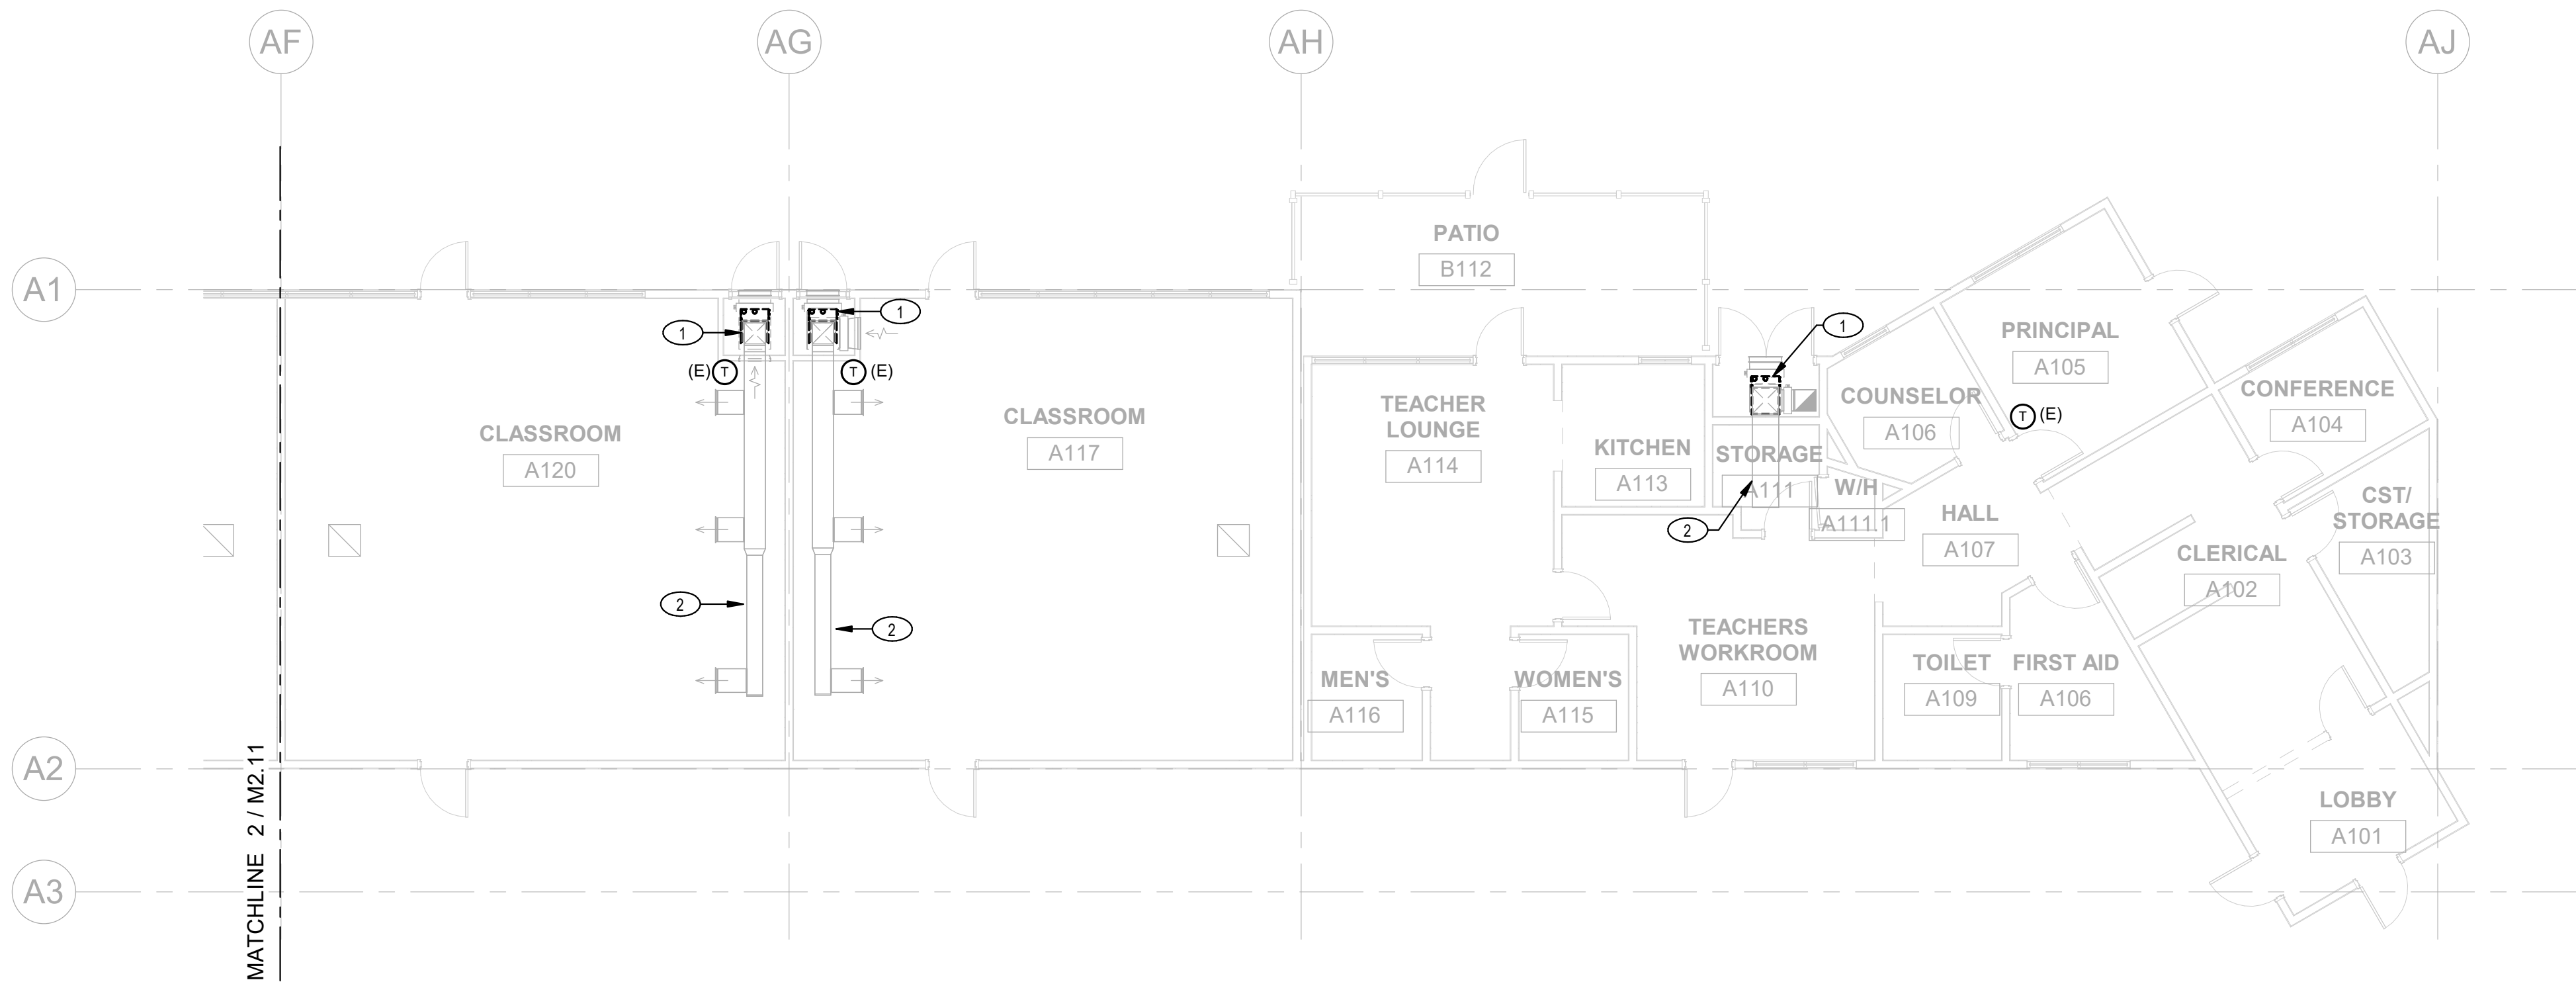 AF
AG
AH
AJ
A1
A2
A3
MATCHLINE 2 / M2.11
1
1
(E) T
T (E)
CLASSROOM
A120
2
2
CLASSROOM
A117
PATIO
B112
TEACHER
LOUNGE
A114
KITCHEN
A113
1
STORAGE
A111
2
W/H
A111.1
COUNSELOR
A106
PRINCIPAL
A105
T (E)
CONFERENCE
A104
CST/
STORAGE
A103
HALL
A107
CLERICAL
A102
MEN'S
A116
WOMEN'S
A115
TEACHERS
WORKROOM
A110
TOILET
A109
FIRST AID
A106
LOBBY
A101